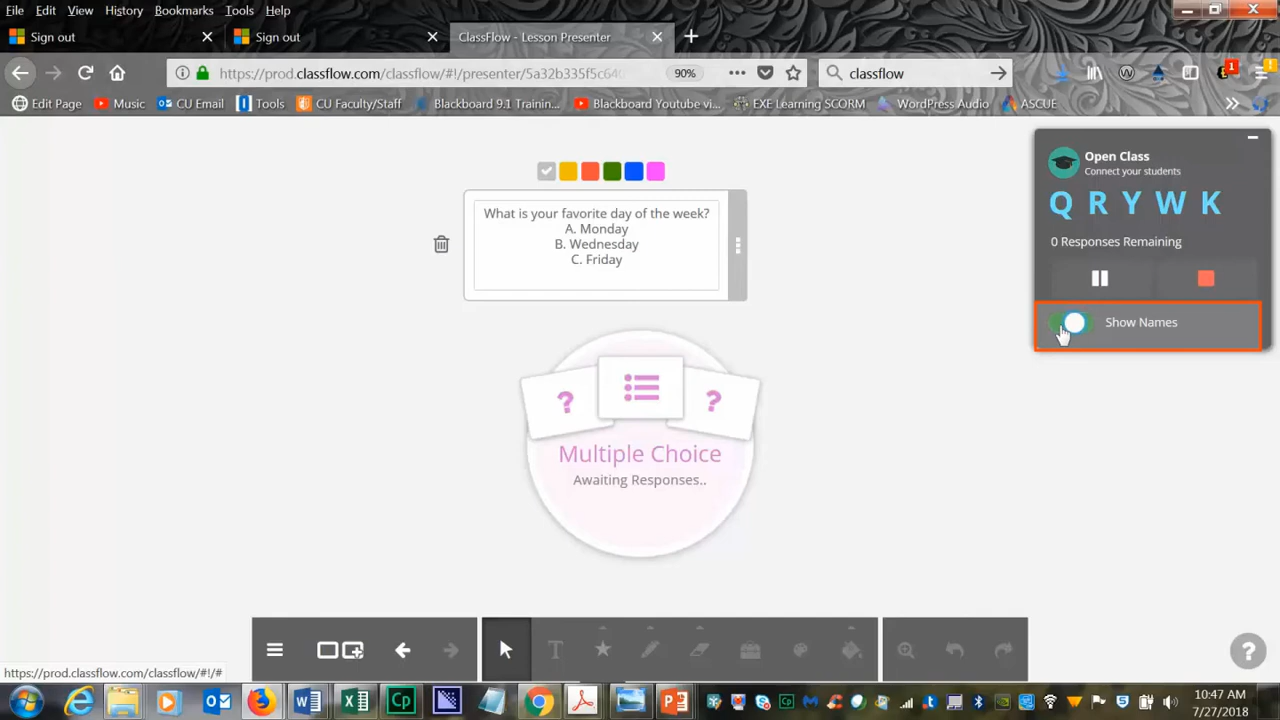 File Edit View History Bookmarks Tools Help
Sign out
Sign out
ClassFlow - Lesson Presenter
https://prod.classflow.com/classflow/#!/presenter/5a32b335f5c640
90%
classflow
Edit Page
Music
CU Email
Tools
CU Faculty/Staff
Blackboard 9.1 Trainin...
Blackboard Youtube vi...
EXE Learning SCORM
WordPress Audio
ASCUE
Open Class
Connect your students
Q R Y W K
0 Responses Remaining
Show Names
What is your favorite day of the week?
A. Monday
B. Wednesday
C. Friday
Multiple Choice
Awaiting Responses..
https://prod.classflow.com/classflow/#!/#
10:47 AM
7/27/2018